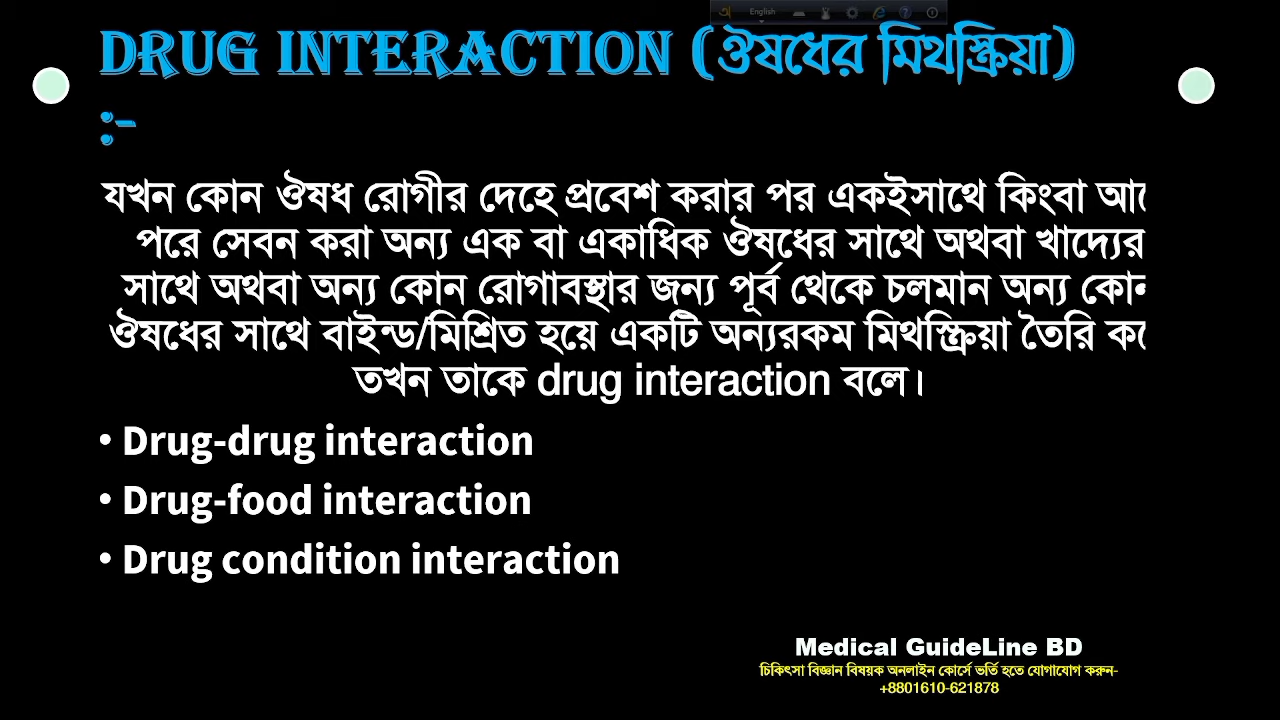 English
DRUG INTERACTION (ঔষধের মিথস্ক্রিয়া)
:-
যখন কোন ঔষধ রোগীর দেহে প্রবেশ করার পর একইসাথে কিংবা
পরে সেবন করা অন্য এক বা একাধিক ঔষধের সাথে অথবা খাদ্যের
সাথে অথবা অন্য কোন রোগাবস্থার জন্য পূর্ব থেকে চলমান অন্য কোন
ঔষধের সাথে বাইন্ড/মিশ্রিত হয়ে একটি অন্যরকম মিথস্ক্রিয়া তৈরি
তখন তাকে drug interaction বলে।
• Drug-drug interaction
• Drug-food interaction
• Drug condition interaction
Medical GuideLine BD
চিকিৎসা বিজ্ঞান বিষয়ক অনলাইন কোর্সে ভর্তি হতে যোগাযোগ করুন-
+8801610-621878